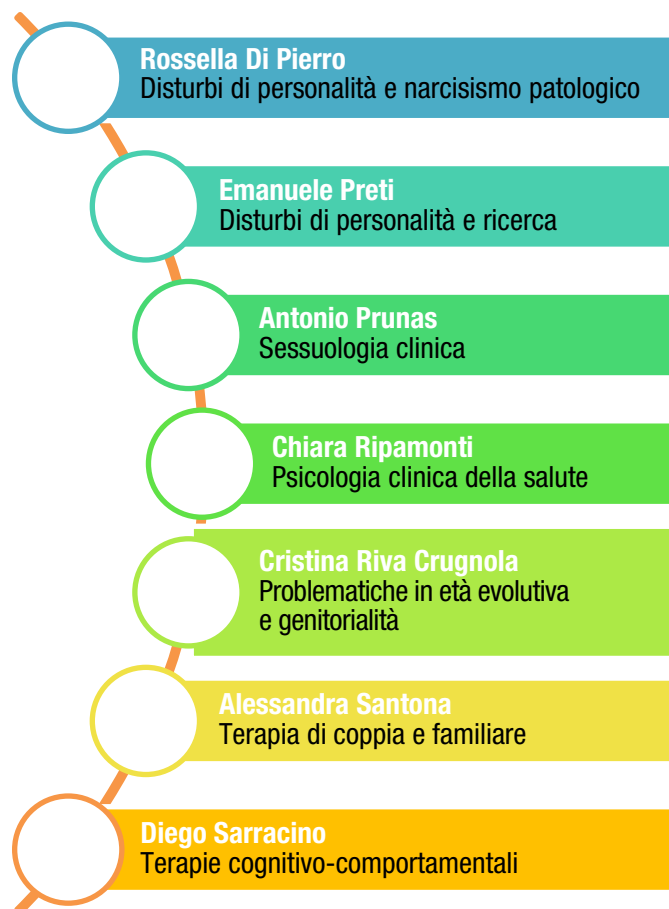 Rossella Di Pierro
Disturbi di personalità e narcisismo patologico
Emanuele Preti
Disturbi di personalità e ricerca
Antonio Prunas
Sessuologia clinica
Chiara Ripamonti
Psicologia clinica della salute
Cristina Riva Crugnola
Problematiche in età evolutiva
e genitorialità
Alessandra Santona
Terapia di coppia e familiare
Diego Sarracino
Terapie cognitivo-comportamentali